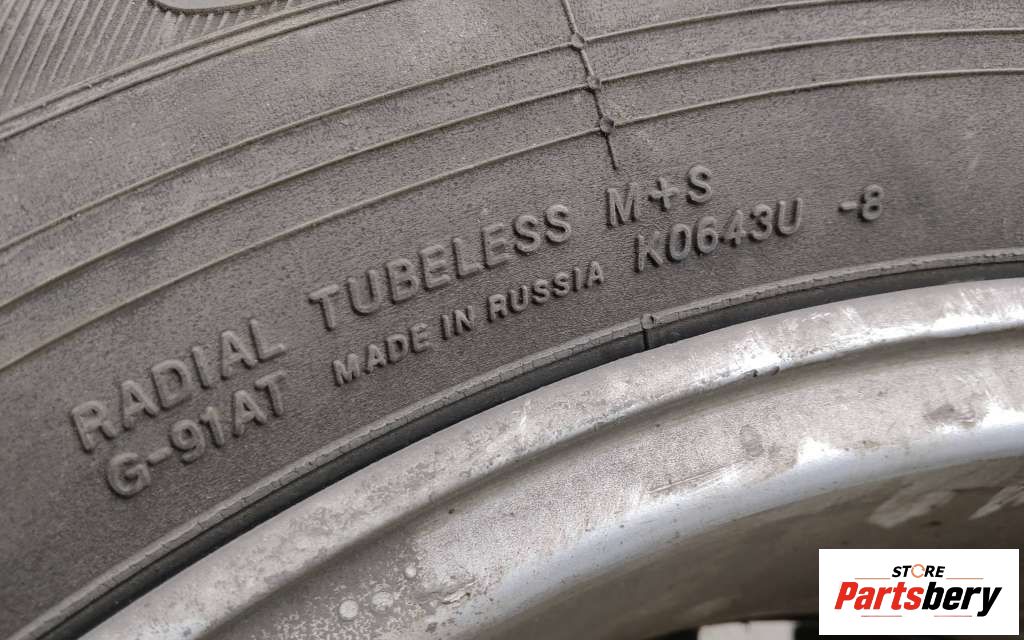 RADIAL TUBELESS M+S
G-91AT MADE IN RUSSIA K0643U -8
STORE
Partsbery